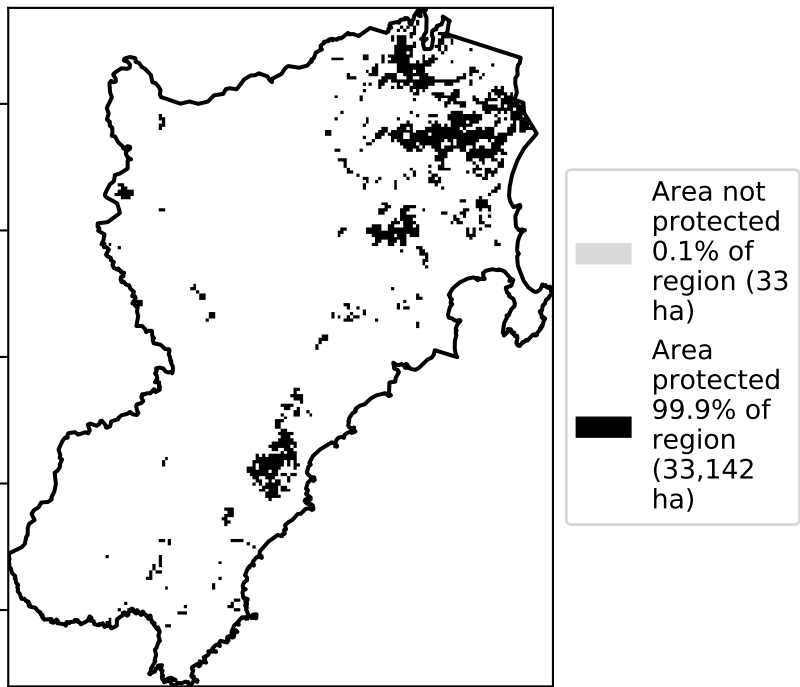 Area not
protected
0.1% of
region (33
ha)
Area
protected
99.9% of
region
(33,142
ha)